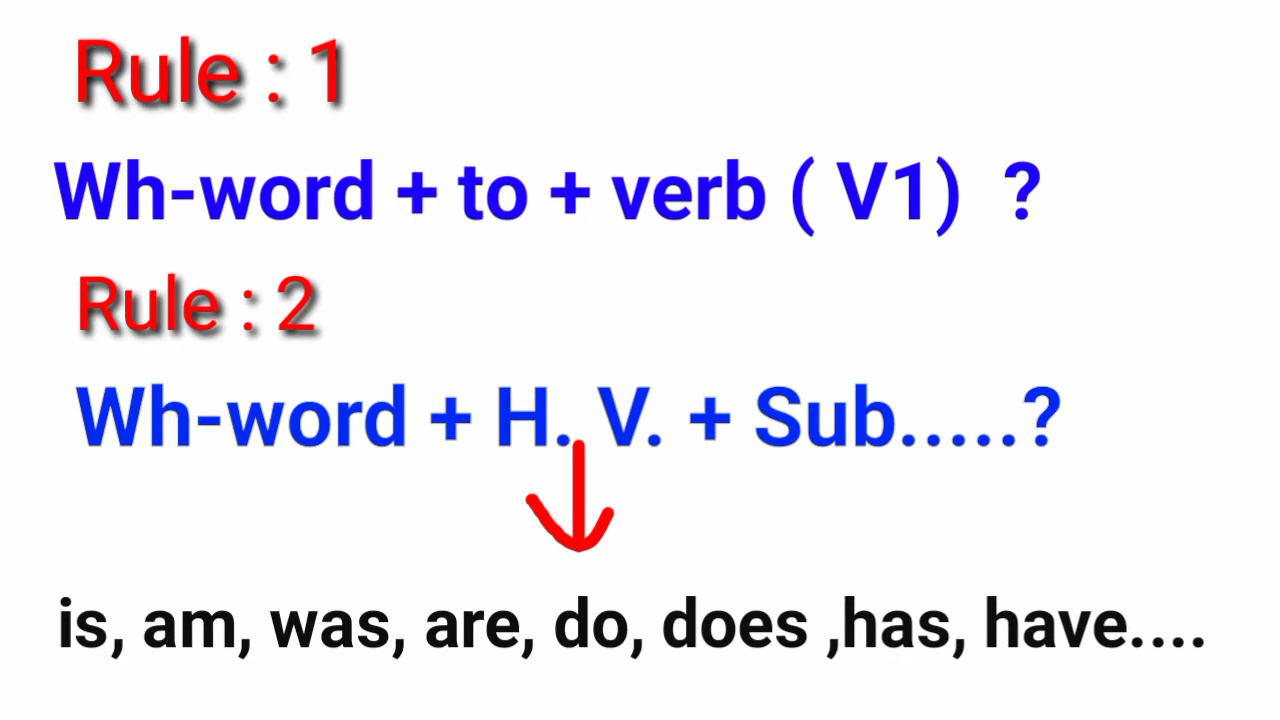 Rule : 1
Wh-word + to + verb ( V1) ?
Rule : 2
Wh-word + H. V. + Sub.....?
is, am, was, are, do, does ,has, have....